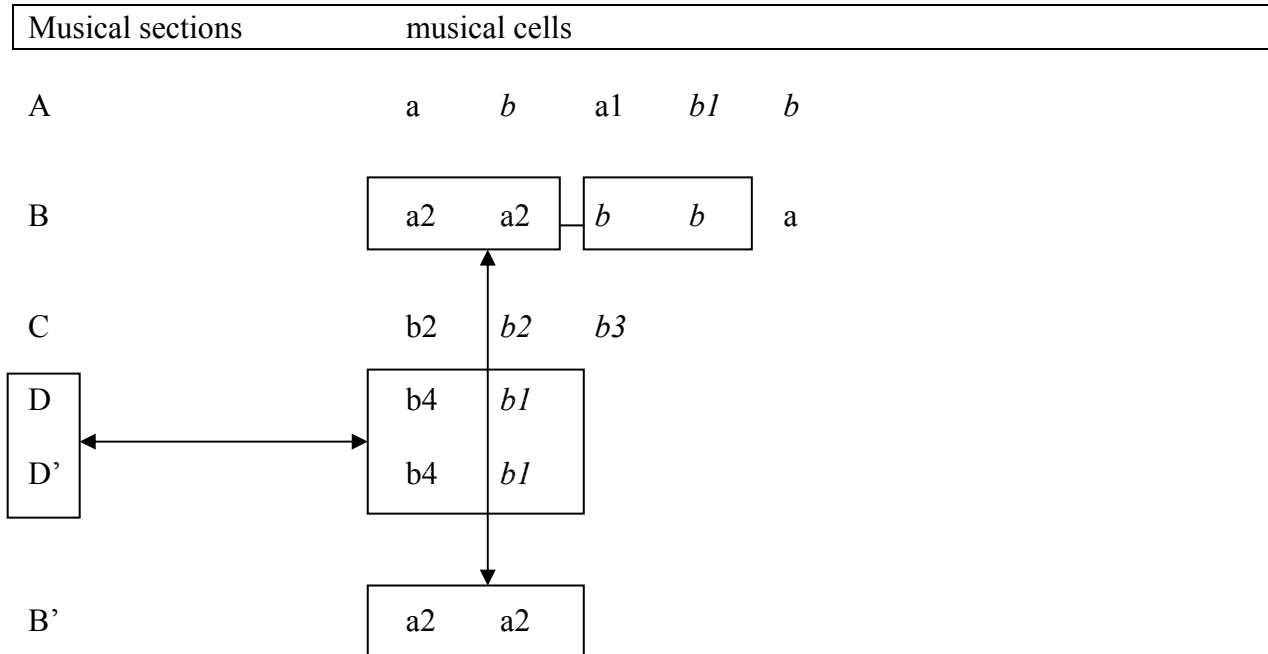 Musical sections musical cells
A a b a1 b1 b
B a2 a2 b b a
C b2 b2 b3
D b4 b1
D’ b4 b1
B’ a2 a2